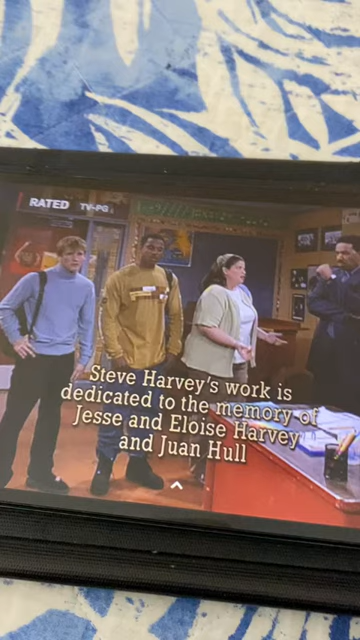 RATED TV-PG
Steve Harvey's work is
dedicated to the memory of
Jesse and Eloise Harvey
and Juan Hull